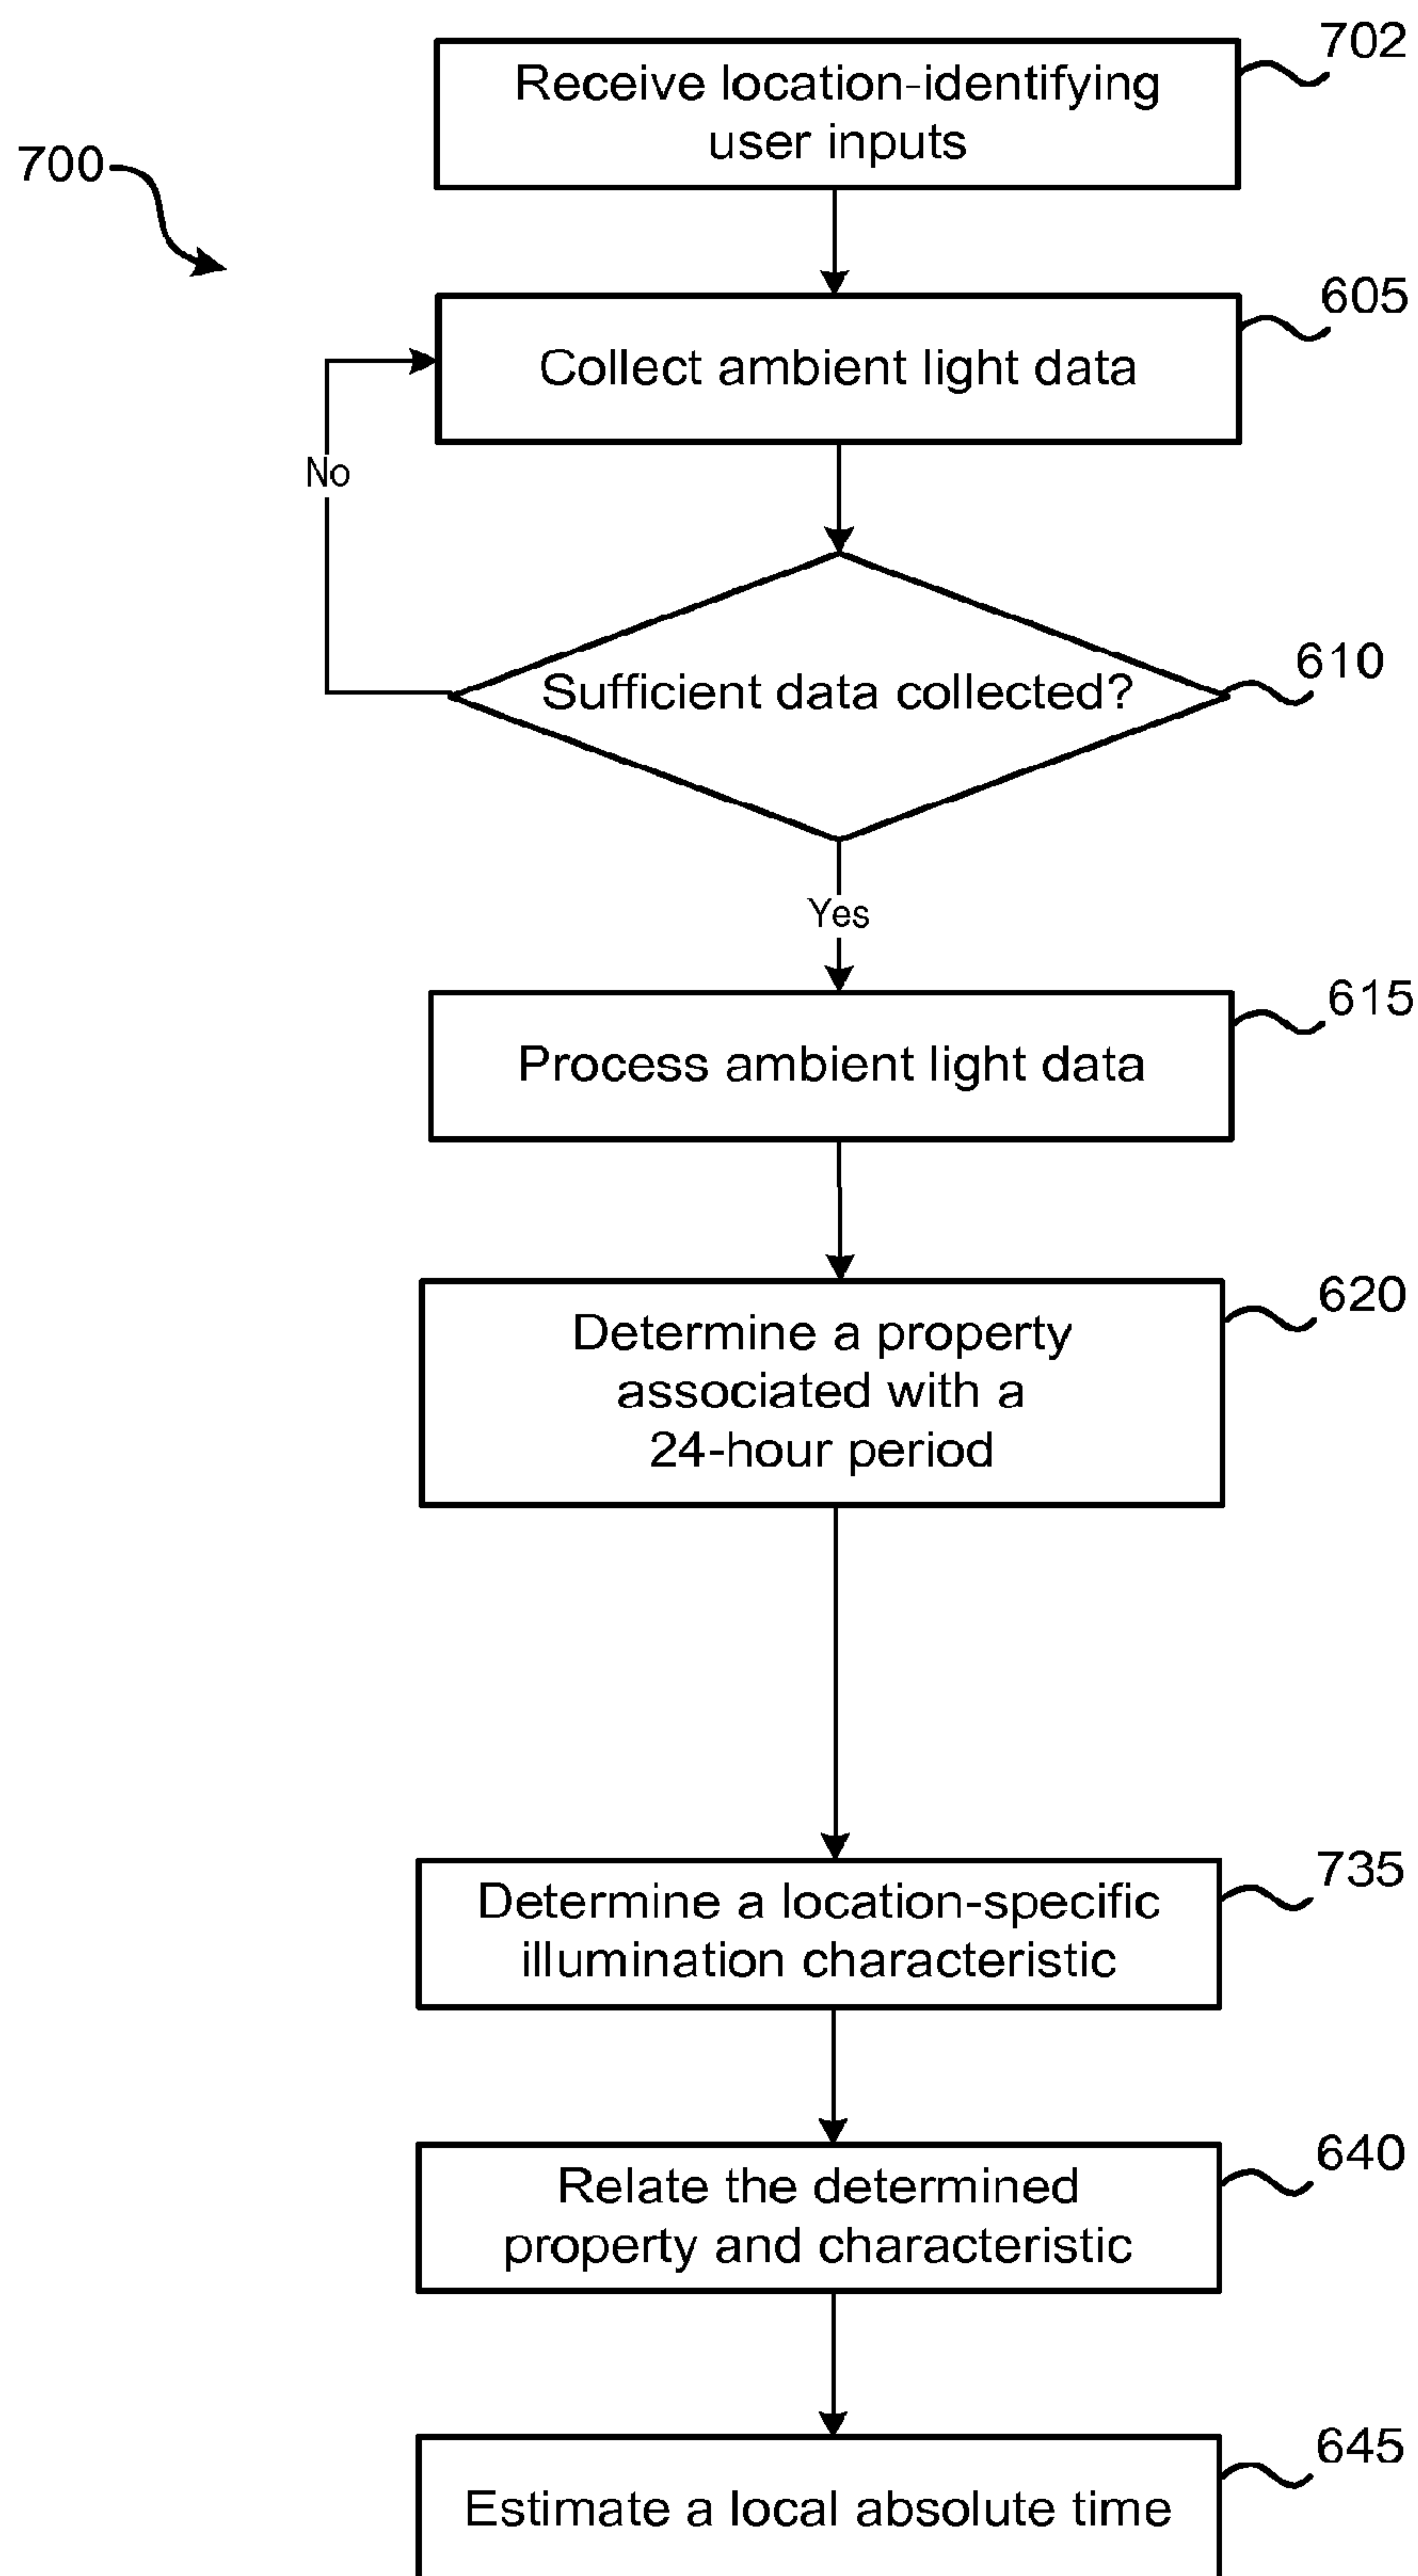 702
Receive location-identifying
user inputs
700
605
Collect ambient light data
No
610
Sufficient data collected?
Yes
615
Process ambient light data
620
Determine a property
associated with a
24-hour period
735
Determine a location-specific
illumination characteristic
640
Relate the determined
property and characteristic
645
Estimate a local absolute time